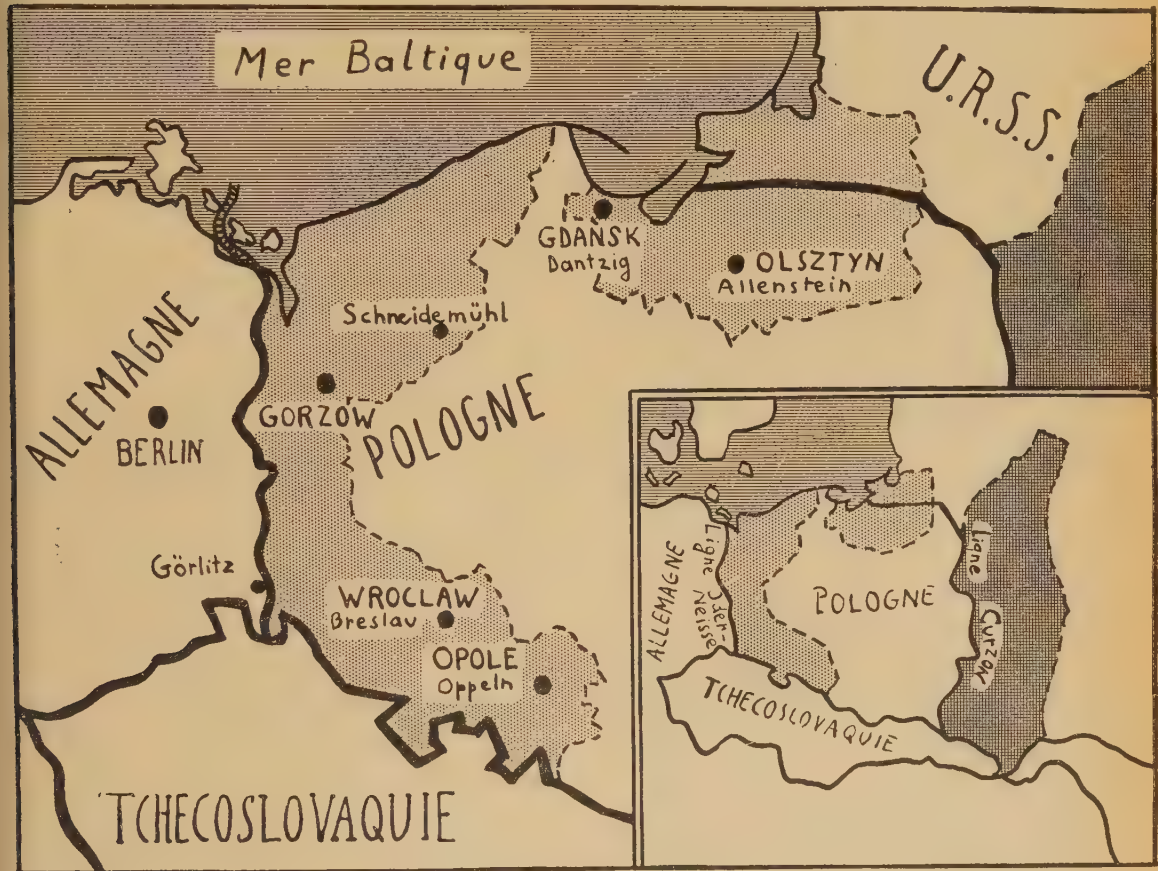 Mer Baltique
U.R.S.S.
GDAŃSK
Dantzig
OLSZTYN
Allenstein
Schneidemühl
ALLEMAGNE
GORZOW
POLOGNE
BERLIN
Görlitz
WROCLAW
Breslau
OPOLE
Oppeln
TCHECOSLOVAQUIE
ALLEMAGNE
Ligne Oder-
Neisse
POLOGNE
Ligne
Curzon
TCHECOSLOVAQUIE